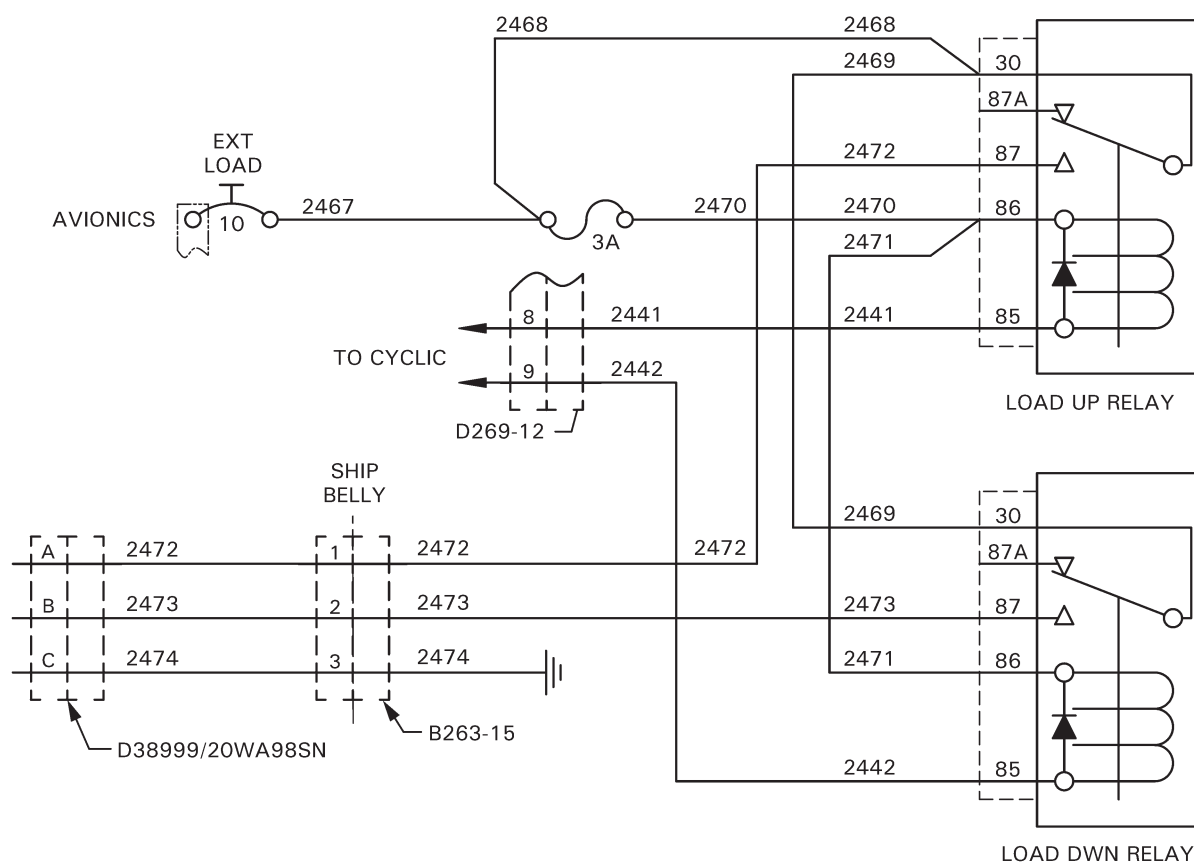 2468 2468
2469 30
87A
EXT
LOAD
2472 87
AVIONICS 10 2467 3A 2470 2470 86
2471
8 2441 2441 85
TO CYCLIC
9 2442
LOAD UP RELAY
D269-12
SHIP
BELLY
2469 30
A 2472 1 2472 2472 87A
B 2473 2 2473 2473 87
C 2474 3 2474 2471 86
B263-15
D38999/20WA98SN
2442 85
LOAD DWN RELAY